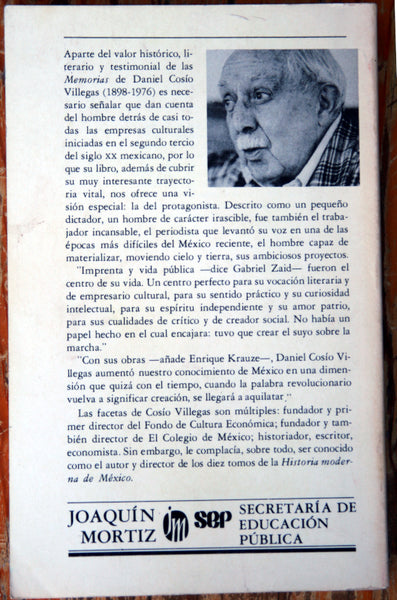 Aparte del valor histórico, lite-
rario y testimonial de las
Memorias de Daniel Cosío
Villegas (1898-1976) es nece-
sario señalar que dan cuenta
del hombre detrás de casi to-
das las empresas culturales
iniciadas en el segundo tercio
del siglo XX mexicano, por lo
que su libro, además de cubrir
su muy interesante trayecto-
ria vital, nos ofrece una vi-
sión especial: la del protagonista. Descrito como un pequeño
dictador, un hombre de carácter irascible, fue también el traba-
jador incansable, el periodista que levantó su voz en una de las
épocas más difíciles del México reciente, el hombre capaz de
materializar, moviendo cielo y tierra, sus ambiciosos proyectos.
"Imprenta y vida pública —dice Gabriel Zaid— fueron el
centro de su vida. Un centro perfecto para su vocación literaria y
de empresario cultural, para su sentido práctico y su curiosidad
intelectual, para su espíritu independiente y su amor patrio,
para sus cualidades de crítico y de creador social. No había un
papel hecho en el cual encajara: tuvo que crear el suyo sobre la
marcha."
"Con sus obras —añade Enrique Krauze—, Daniel Cosío Vi-
llegas aumentó nuestro conocimiento de México en una dimen-
sión que quizá con el tiempo, cuando la palabra revolucionario
vuelva a significar creación, se llegará a aquilatar."
Las facetas de Cosío Villegas son múltiples: fundador y pri-
mer director del Fondo de Cultura Económica; fundador y tam-
bién director de El Colegio de México; historiador, escritor,
economista. Sin embargo, le complacía, sobre todo, ser conocido
como el autor y director de los diez tomos de la Historia moder-
na de México.
JOAQUÍN
MORTIZ
jm
sep
SECRETARÍA DE
EDUCACIÓN
PÚBLICA